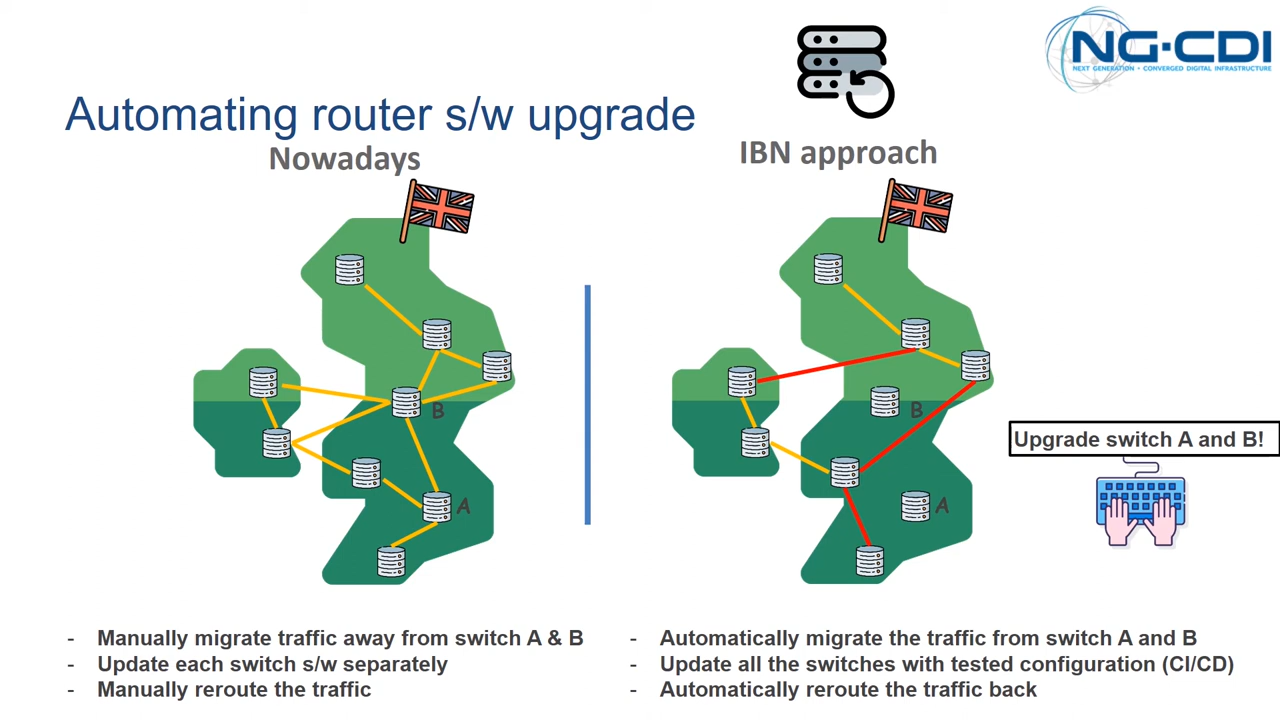 NG-CDI
NEXT GENERATION • CONVERGED DIGITAL INFRASTRUCTURE
Automating router s/w upgrade
Nowadays
IBN approach
B
A
B
A
Upgrade switch A and B!
- Manually migrate traffic away from switch A & B
- Update each switch s/w separately
- Manually reroute the traffic
- Automatically migrate the traffic from switch A and B
- Update all the switches with tested configuration (CI/CD)
- Automatically reroute the traffic back